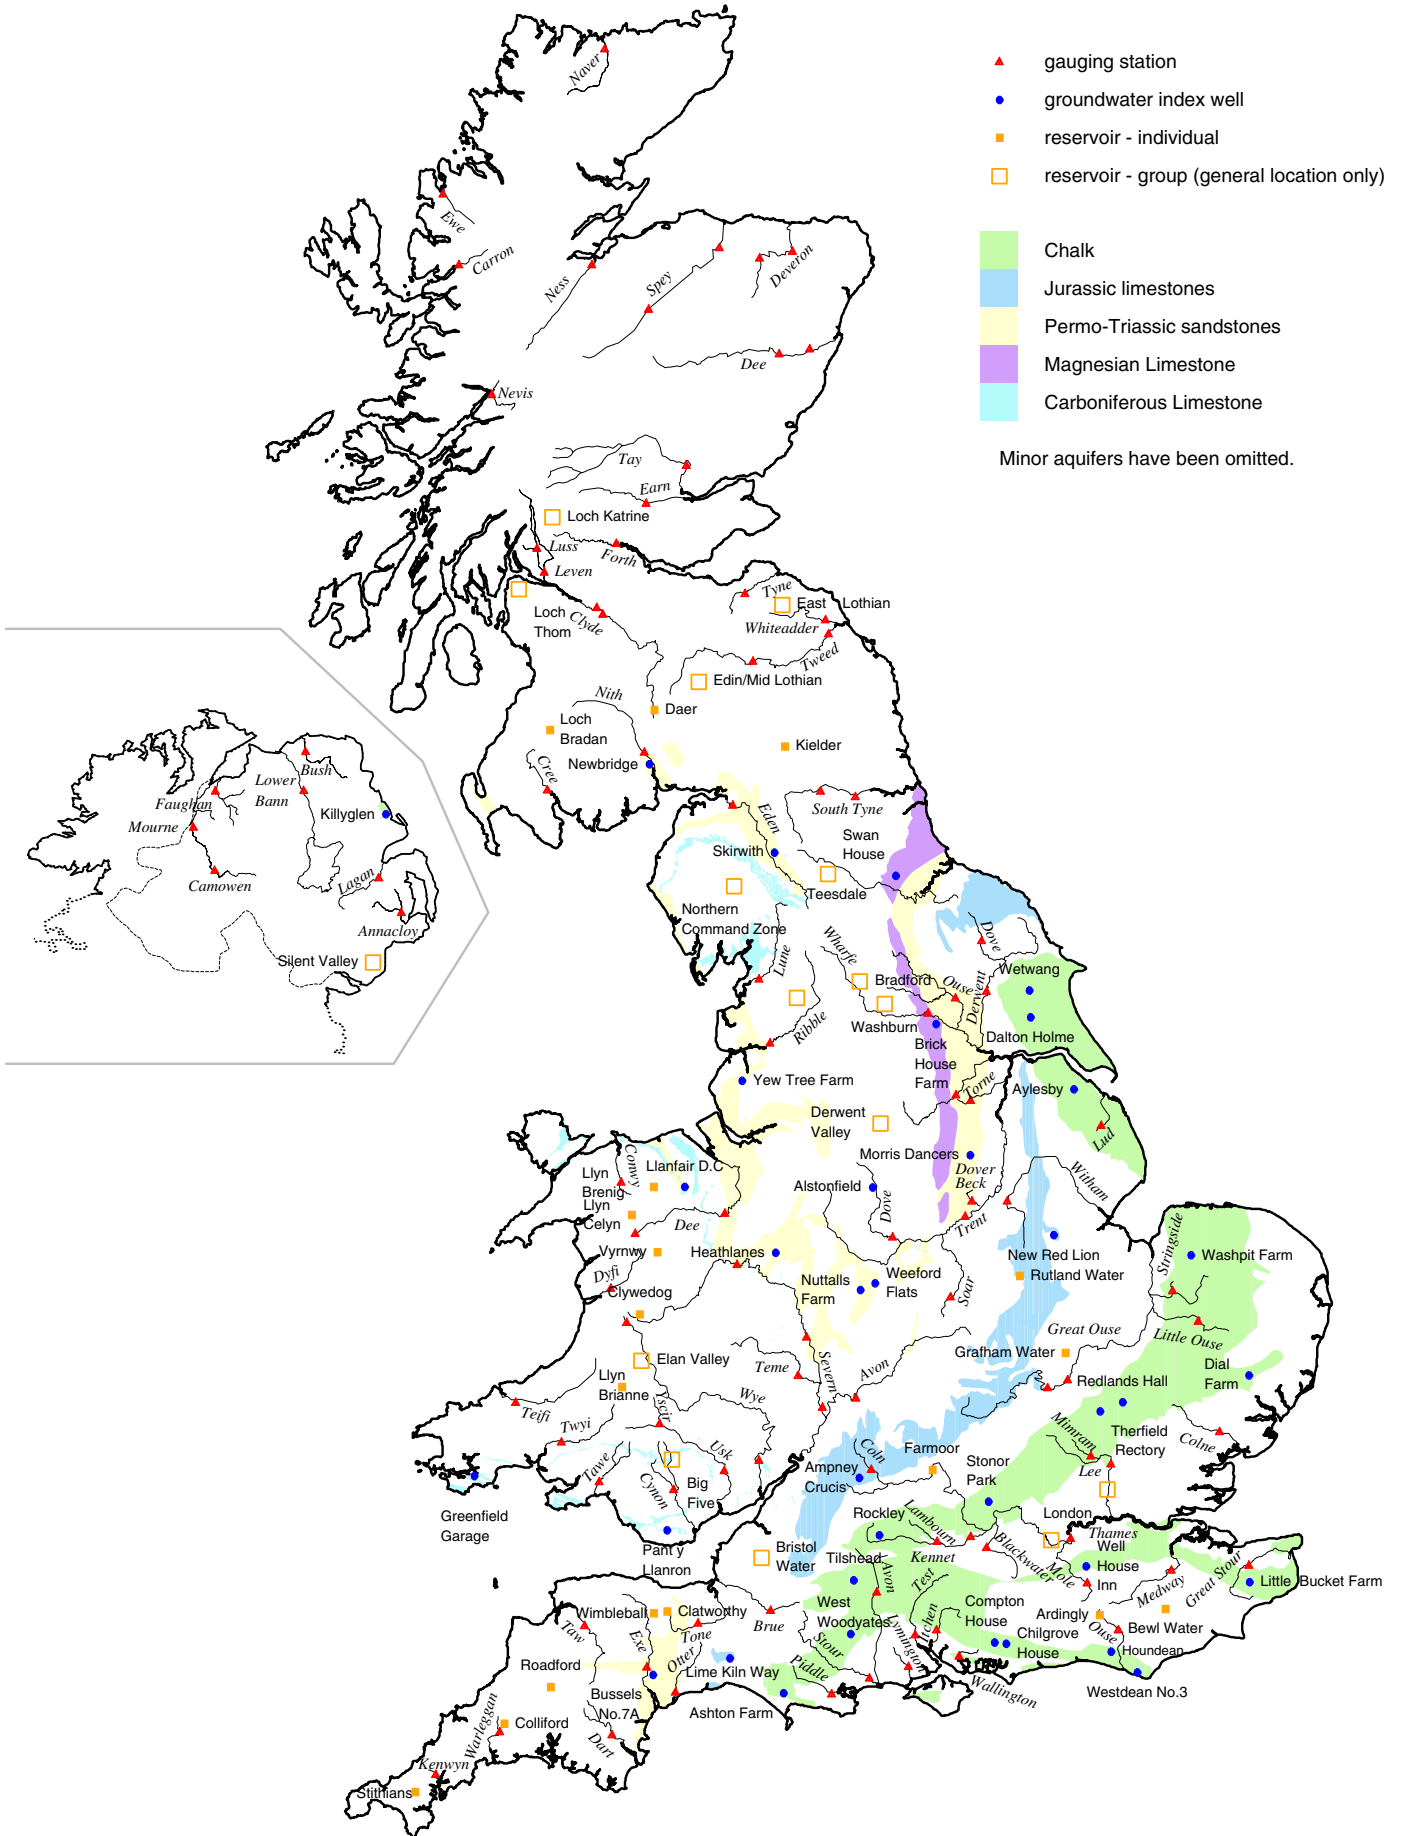 gauging station
groundwater index well
reservoir - individual
reservoir - group (general location only)
Chalk
Jurassic limestones
Permo-Triassic sandstones
Magnesian Limestone
Carboniferous Limestone
Minor aquifers have been omitted.
Naver
Ewe
Carron
Ness
Spey
Deveron
Dee
Nevis
Tay
Earn
Loch Katrine
Luss
Forth
Leven
Tyne
East Lothian
Loch
Thom
Clyde
Whiteadder
Tweed
Edin/Mid Lothian
Nith
Daer
Loch
Bradan
Kielder
Newbridge
Cree
Bush
Lower
Bann
Faughan
Mourne
Killyglen
Camowen
Lagan
Annacloy
Silent Valley
Eden
South Tyne
Swan
House
Skirwith
Teesdale
Northern
Command Zone
Lune
Wharfe
Dove
Wetwang
Bradford
Ouse
Derwent
Washburn
Ribble
Dalton Holme
Brick
House
Farm
Torne
Aylesby
Yew Tree Farm
Derwent
Valley
Lud
Morris Dancers
Dover
Beck
Witham
Conwy
Llanfair D.C
Llyn
Brenig
Alstonfield
Dove
Llyn
Celyn
Dee
Trent
Stringside
Vyrnwy
Heathlanes
New Red Lion
Washpit Farm
Dyfi
Nuttalls
Farm
Weeford
Flats
Soar
Rutland Water
Clywedog
Great Ouse
Little Ouse
Elan Valley
Teme
Severn
Avon
Grafham Water
Dial
Farm
Llyn
Brianne
Redlands Hall
Teifi
Yscir
Wye
Twyi
Mimram
Therfield
Rectory
Colne
Usk
Coln
Farmoor
Tawe
Cynon
Big
Five
Ampney
Crucis
Stonor
Park
Lee
Greenfield
Garage
Rockley
Lambourn
London
Pant y
Llanron
Bristol
Water
Tilshead
Kennet
Blackwater
Thames
Well
House
Inn
Mole
Avon
Test
Medway
Great Stour
Little Bucket Farm
Wimbleball
Clatworthy
West
Woodyates
Compton
House
Ardingly
Bewl Water
Taw
Exe
Tone
Brue
Stour
Lymington
Itchen
Chilgrove
House
Ouse
Houndean
Otter
Lime Kiln Way
Piddle
Wallington
Westdean No.3
Roadford
Bussels
No.7A
Ashton Farm
Colliford
Warleggan
Dart
Kenwyn
Stithians